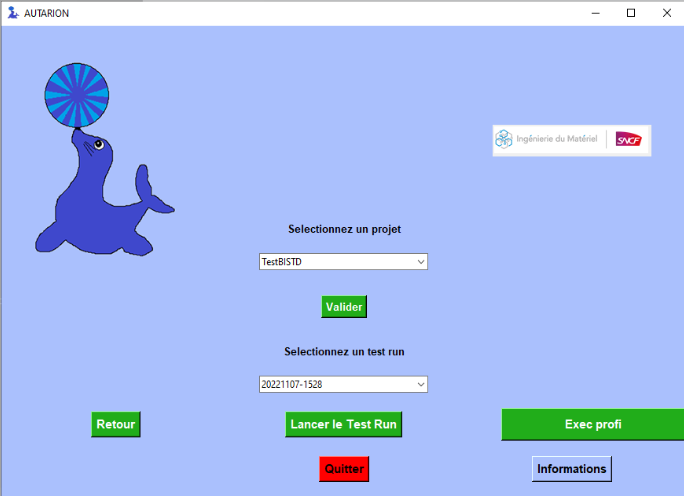 AUTARION
Ingénierie du Matériel
SNCF
Selectionnez un projet
TestBISTD
Valider
Selectionnez un test run
20221107-1528
Retour
Lancer le Test Run
Exec profi
Quitter
Informations